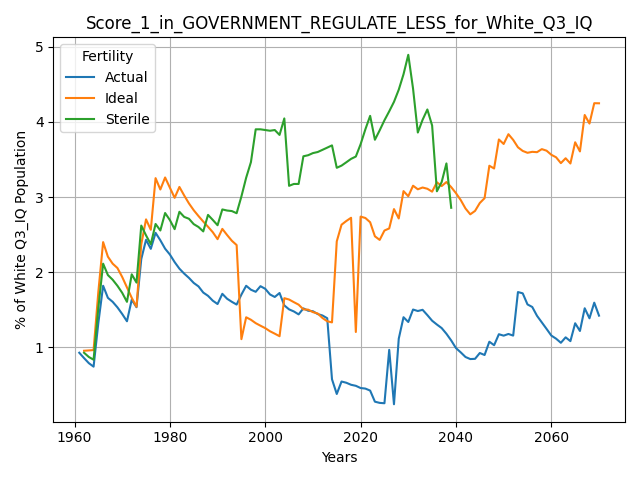 Score_1_in_GOVERNMENT_REGULATE_LESS_for_White_Q3_IQ
Fertility
Actual
Ideal
Sterile
% of White Q3_IQ Population
5
4
3
2
1
1960
1980
2000
2020
2040
2060
Years